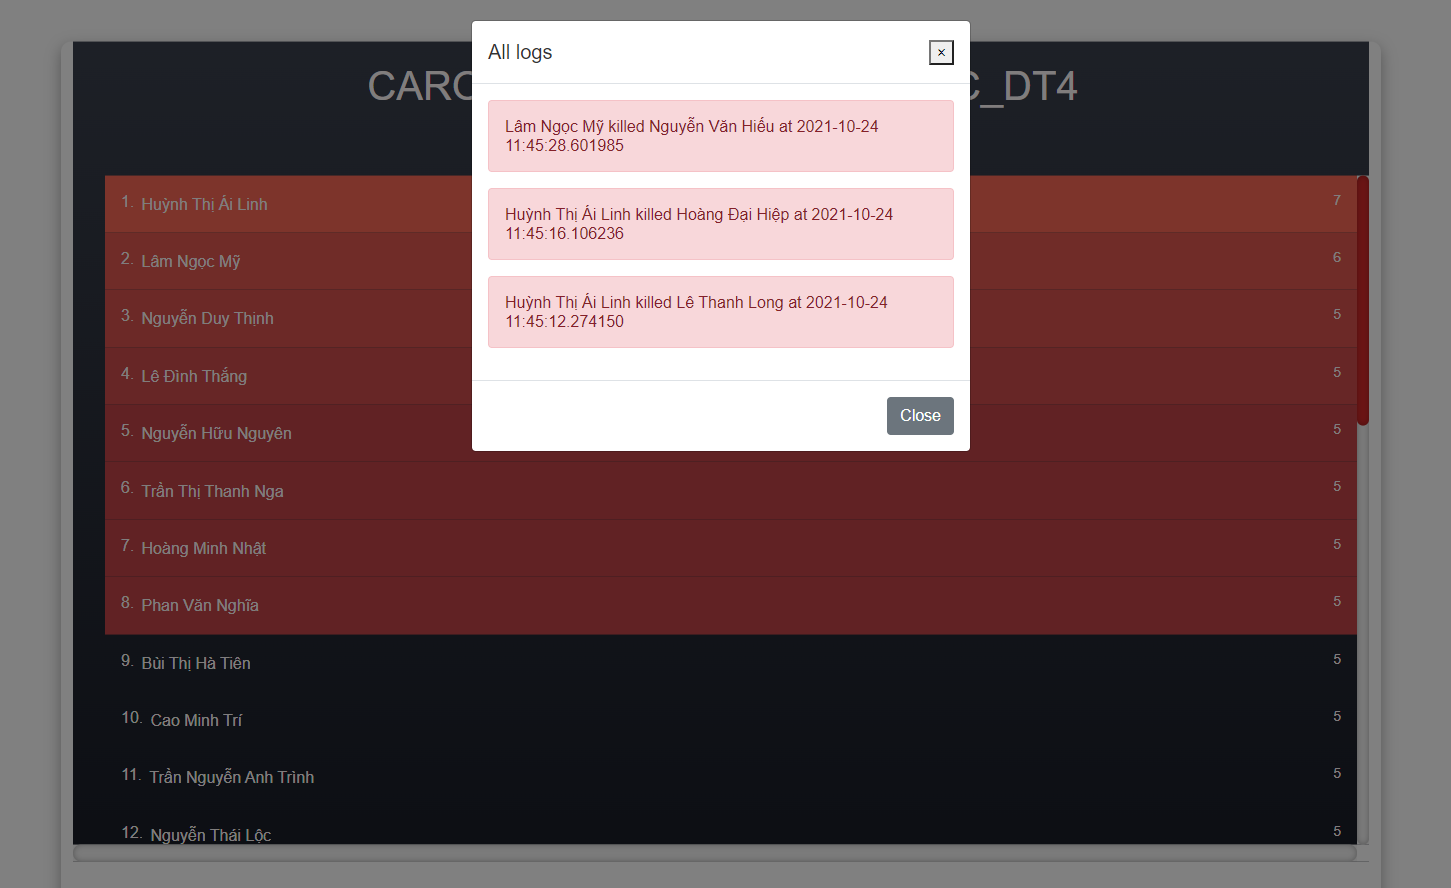 All logs
×
Lâm Ngọc Mỹ killed Nguyễn Văn Hiếu at 2021-10-24
11:45:28.601985
Huỳnh Thị Ái Linh killed Hoàng Đại Hiệp at 2021-10-24
11:45:16.106236
Huỳnh Thị Ái Linh killed Lê Thanh Long at 2021-10-24
11:45:12.274150
Close
C_DT4
1. Huỳnh Thị Ái Linh 7
2. Lâm Ngọc Mỹ 6
3. Nguyễn Duy Thịnh 5
4. Lê Đình Thắng 5
5. Nguyễn Hữu Nguyên 5
6. Trần Thị Thanh Nga 5
7. Hoàng Minh Nhật 5
8. Phan Văn Nghĩa 5
9. Bùi Thị Hà Tiên 5
10. Cao Minh Trí 5
11. Trần Nguyễn Anh Trình 5
12. Nguyễn Thái Lộc 5